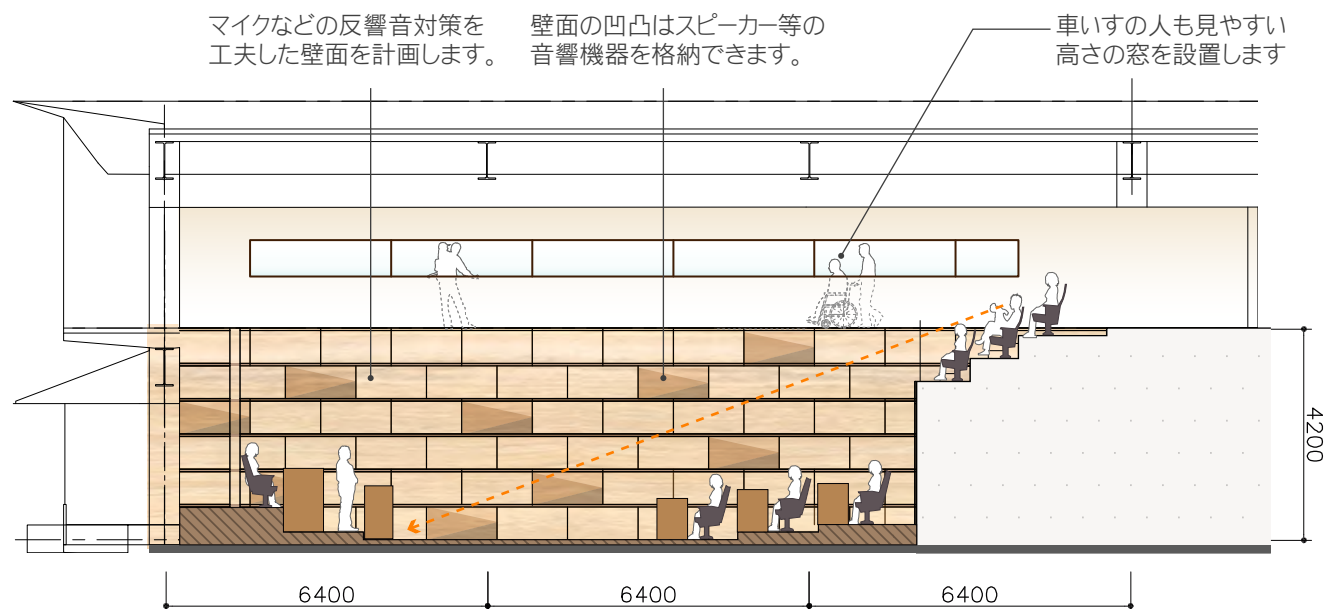 マイクなどの反響音対策を
工夫した壁面を計画します。
壁面の凹凸はスピーカー等の
音響機器を格納できます。
車いすの人も見やすい
高さの窓を設置します
4200
6400
6400
6400